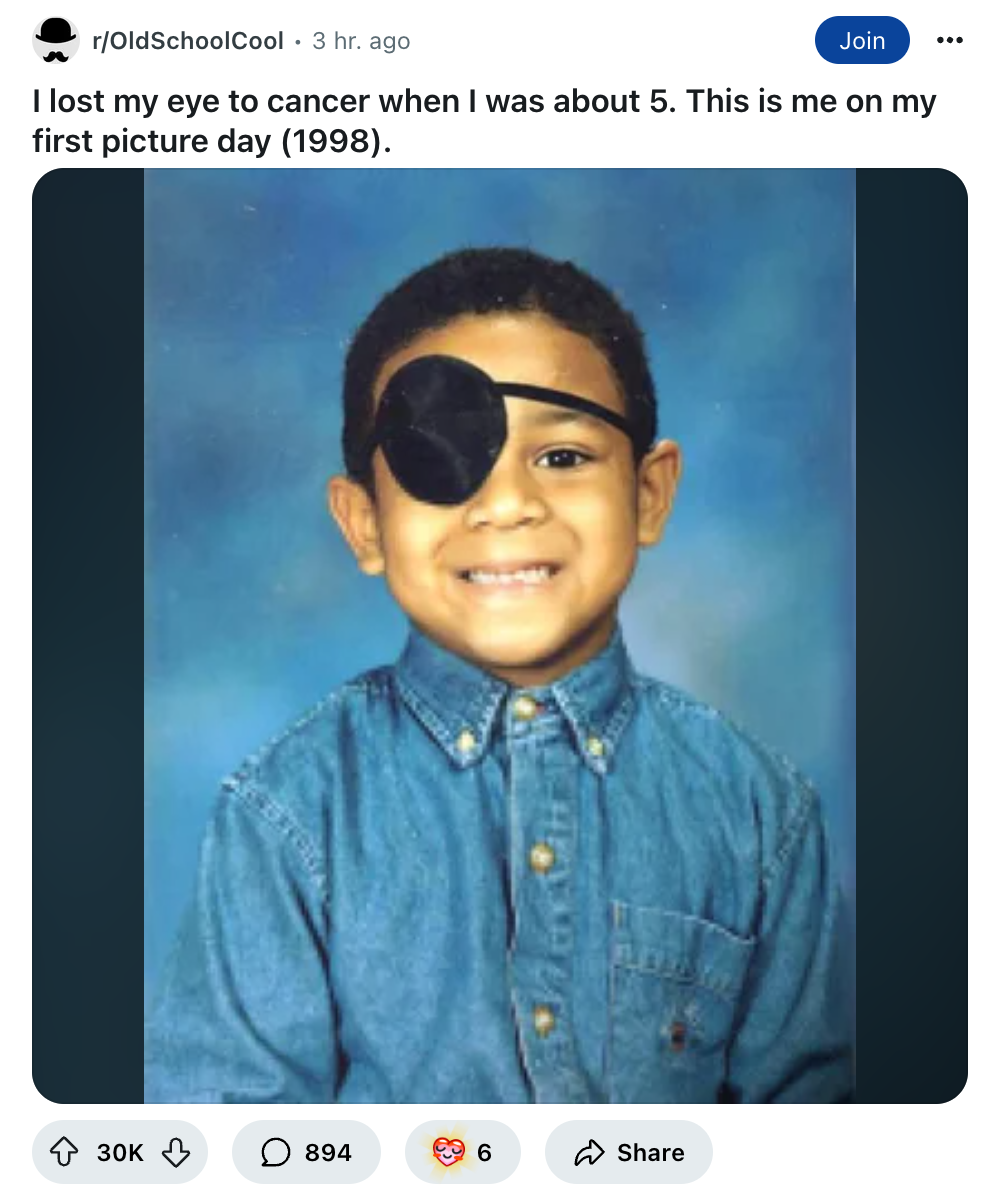 r/OldSchoolCool • 3 hr. ago
Join
I lost my eye to cancer when I was about 5. This is me on my
first picture day (1998).
30K
894
6
Share